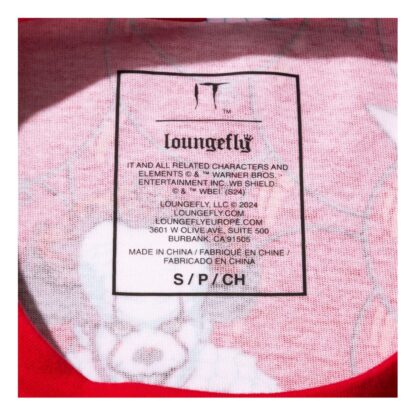 IT
™
loungefly
IT AND ALL RELATED CHARACTERS AND
ELEMENTS © & ™ WARNER BROS.
ENTERTAINMENT INC. WB SHIELD:
© & ™ WBEI. (S24)
LOUNGEFLY, LLC © 2024
LOUNGEFLY.COM
LOUNGEFLYEUROPE.COM
3601 W OLIVE AVE, SUITE 500
BURBANK, CA 91505
MADE IN CHINA / FABRIQUÉ EN CHINE /
FABRICADO EN CHINA
S / P / CH